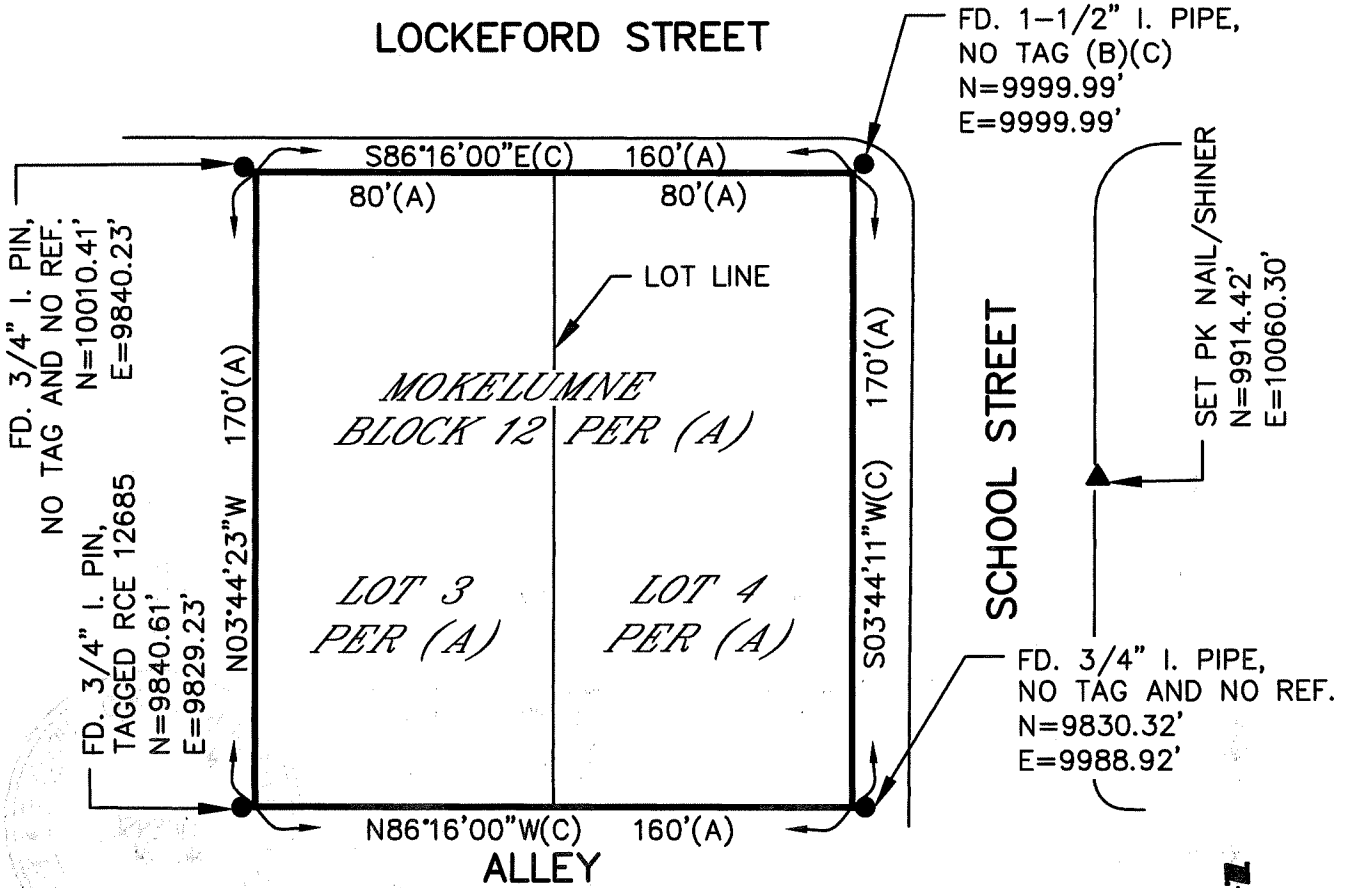 LOCKEFORD STREET
FD. 1-1/2" I. PIPE,
NO TAG (B)(C)
N=9999.99'
E=9999.99'
S86°16'00"E(C) 160'(A)
80'(A) 80'(A)
FD. 3/4" I. PIN,
NO TAG AND NO REF.
N=10010.41'
E=9840.23'
LOT LINE
SET PK NAIL/SHINER
N=9914.42'
E=10060.30'
N03°44'23"W 170'(A)
MOKELUMNE
BLOCK 12 PER (A)
S03°44'11"W(C) 170'(A)
SCHOOL STREET
FD. 3/4" I. PIN,
TAGGED RCE 12685
N=9840.61'
E=9829.23'
LOT 3
PER (A)
LOT 4
PER (A)
FD. 3/4" I. PIPE,
NO TAG AND NO REF.
N=9830.32'
E=9988.92'
N86°16'00"W(C) 160'(A)
ALLEY